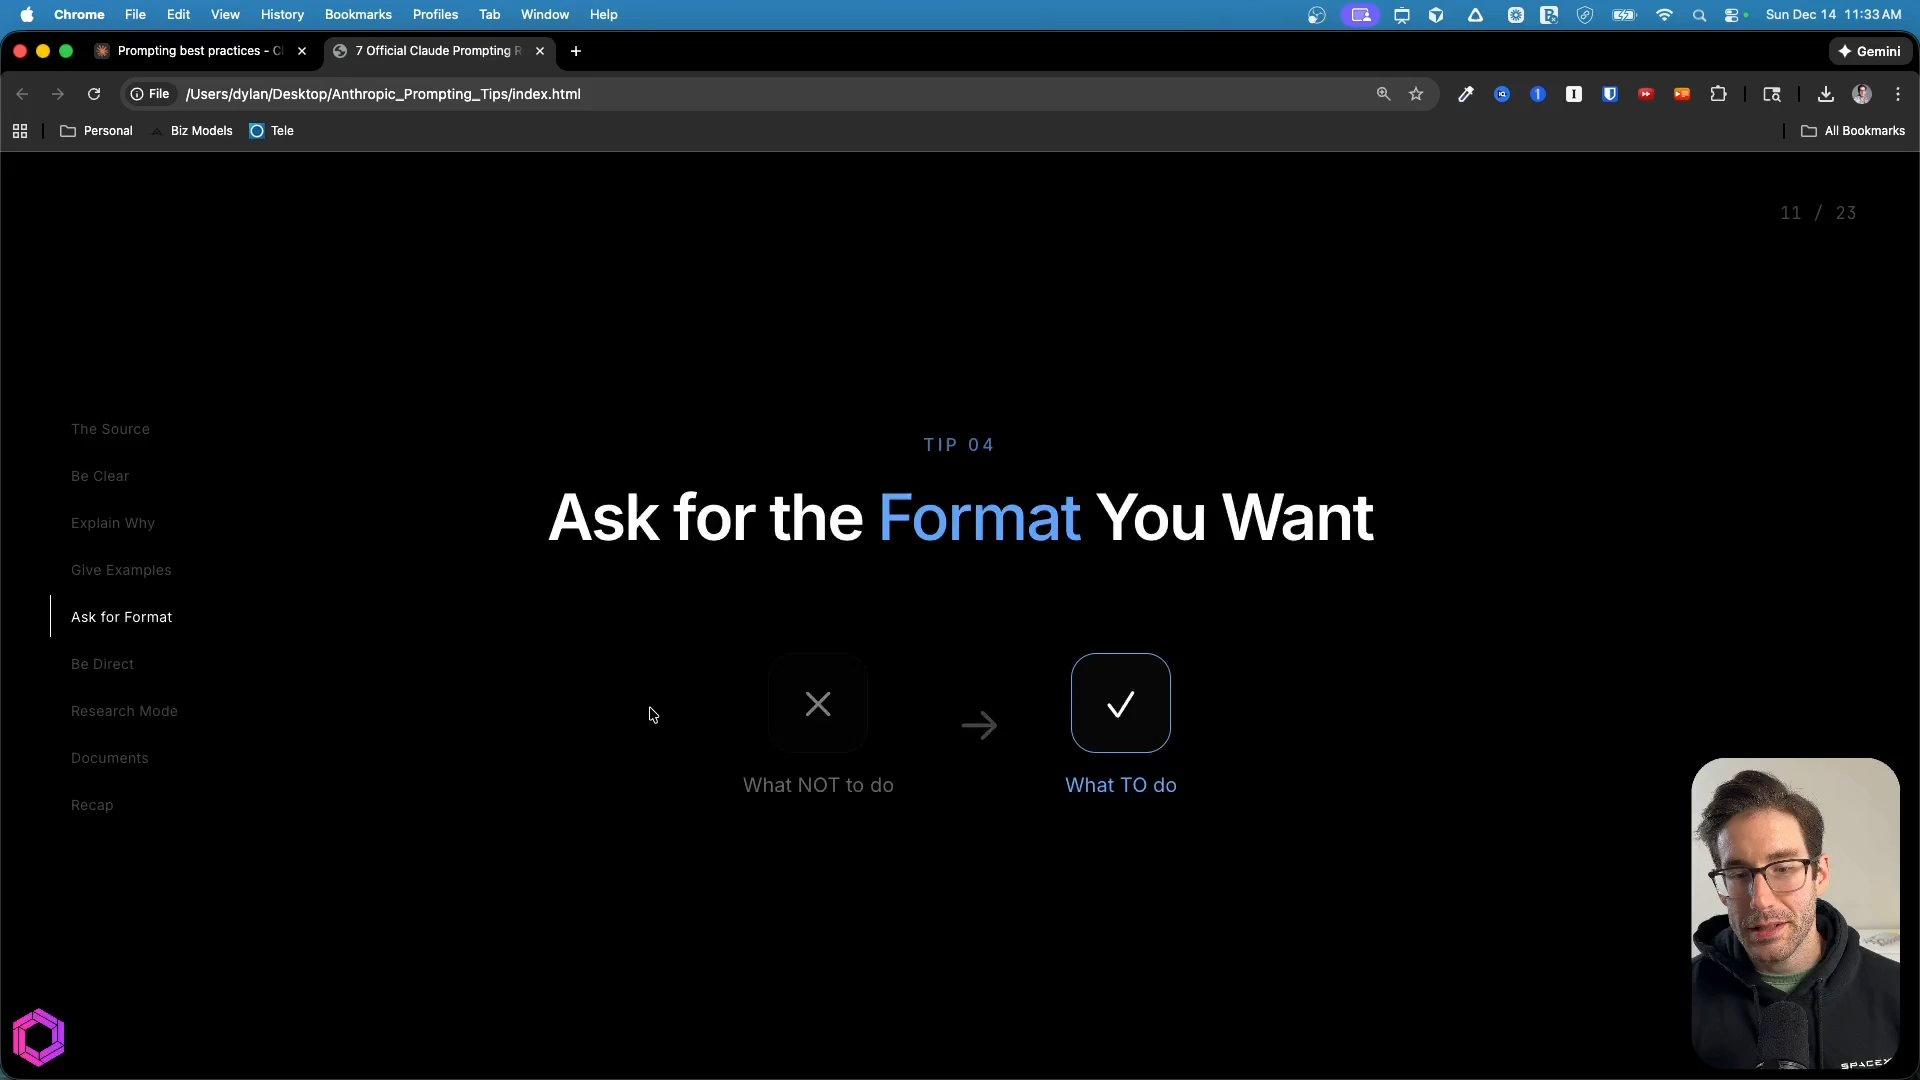 Chrome File Edit View History Bookmarks Profiles Tab Window Help Sun Dec 14 11:33 AM
Prompting best practices - Cl 7 Official Claude Prompting R Gemini
File /Users/dylan/Desktop/Anthropic_Prompting_Tips/index.html
Personal Biz Models Tele All Bookmarks
11 / 23
The Source
Be Clear
Explain Why
Give Examples
Ask for Format
Be Direct
Research Mode
Documents
Recap
TIP 04
Ask for the Format You Want
What NOT to do
What TO do
SPACEX